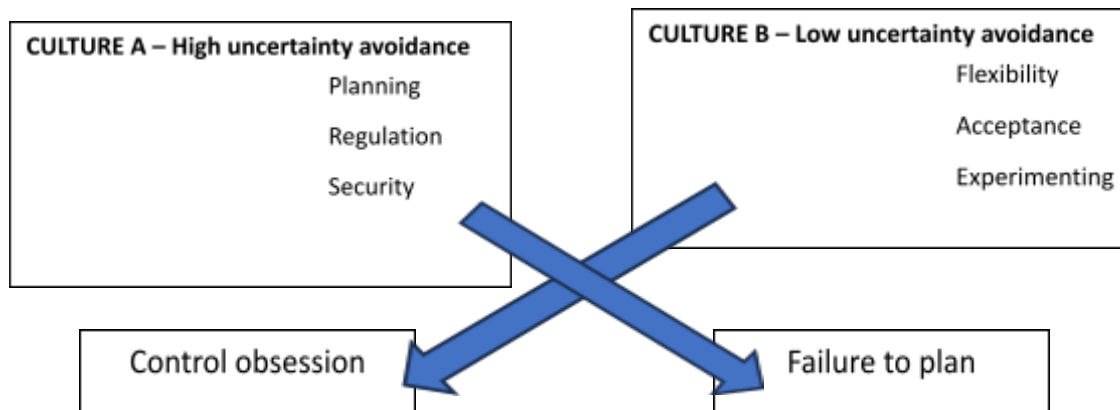 CULTURE A – High uncertainty avoidance
Planning
Regulation
Security
CULTURE B – Low uncertainty avoidance
Flexibility
Acceptance
Experimenting
Control obsession
Failure to plan